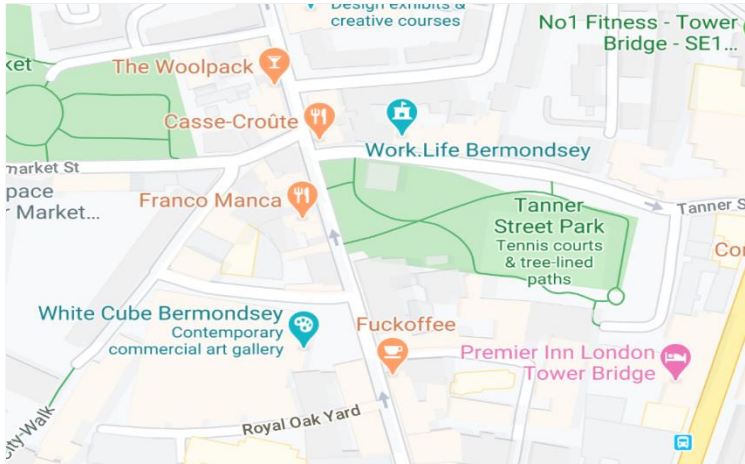 Design exhibits &
creative courses
No1 Fitness - Tower
Bridge - SE1...
ket
The Woolpack
Casse-Croûte
Work.Life Bermondsey
market St
pace
r Market...
Franco Manca
Tanner
Street Park
Tennis courts
& tree-lined
paths
Tanner S
Cor
White Cube Bermondsey
Contemporary
commercial art gallery
Fuckoffee
Premier Inn London
Tower Bridge
Royal Oak Yard
City Walk